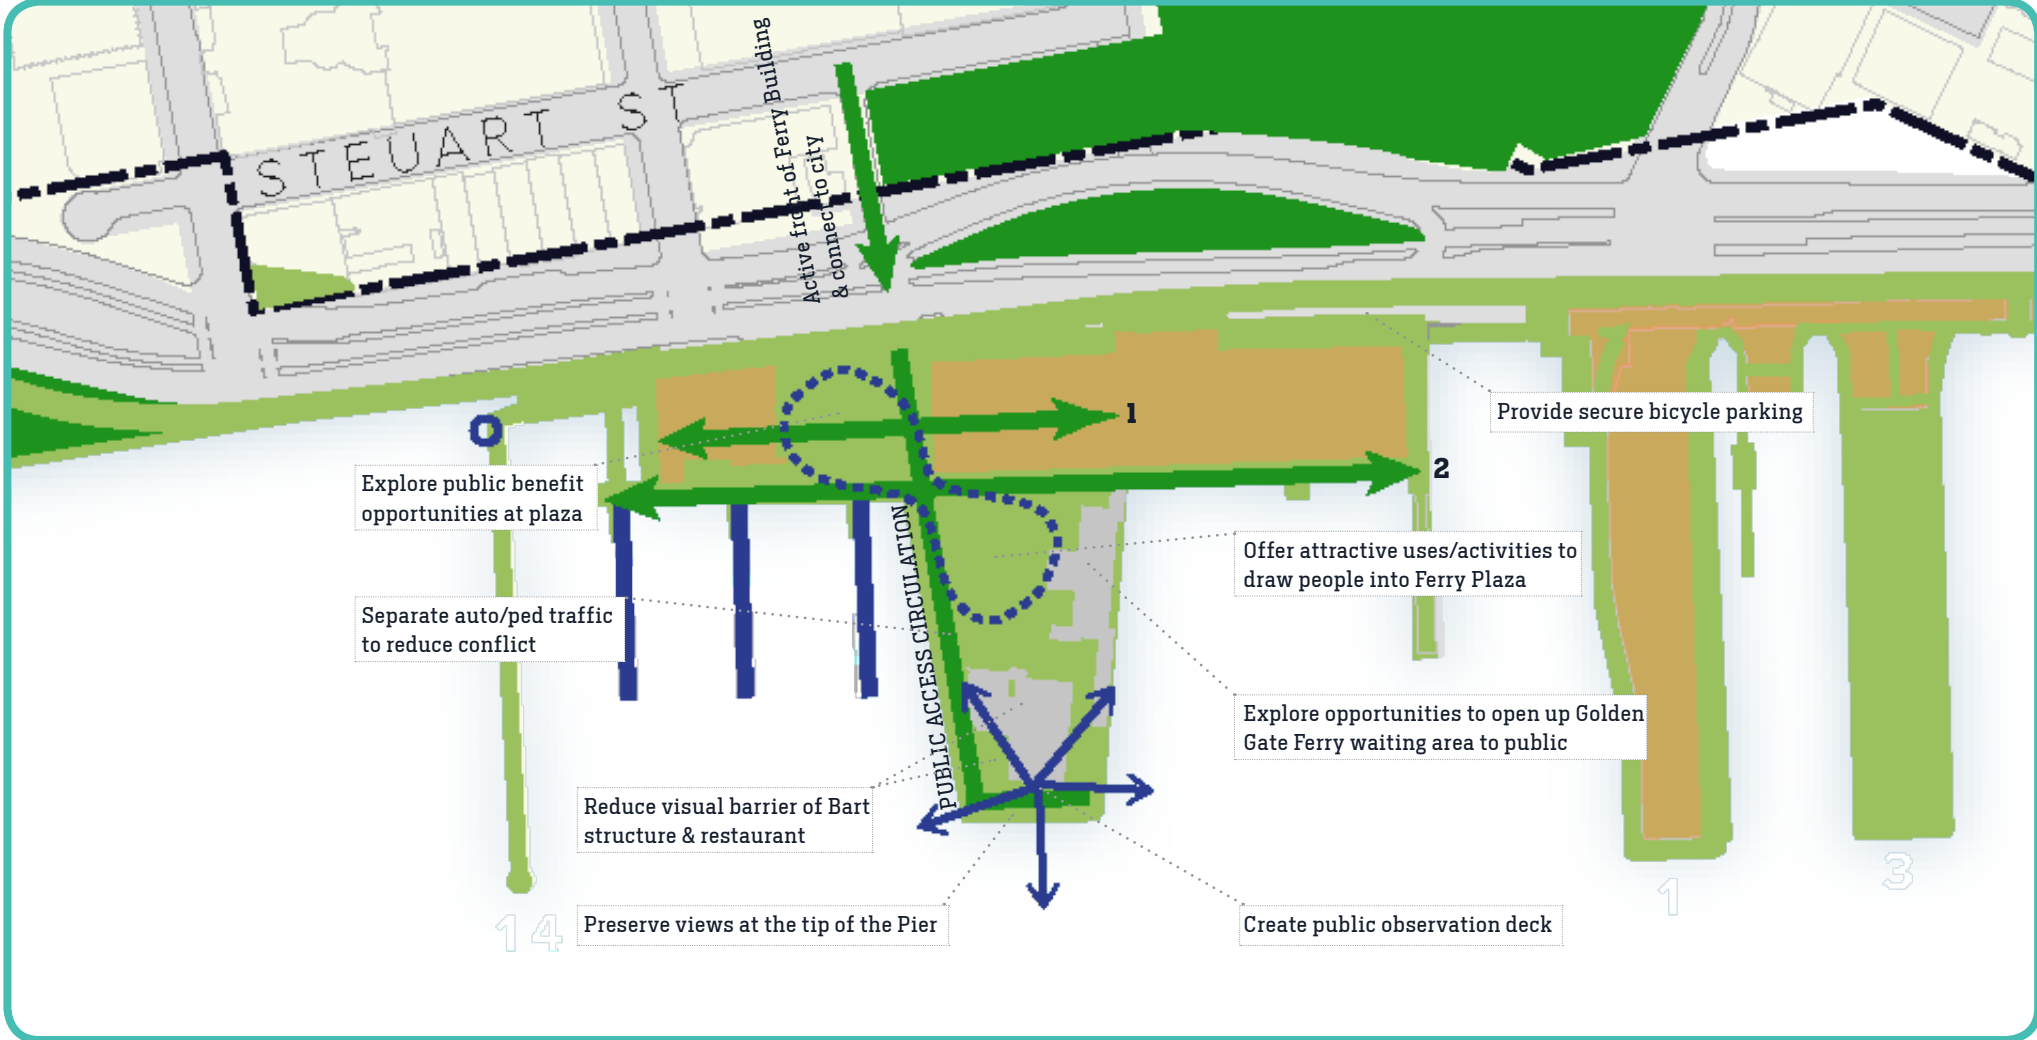 STEUART ST
Active front of Ferry Building
& connect to city
1
Provide secure bicycle parking
2
Explore public benefit
opportunities at plaza
Offer attractive uses/activities to
draw people into Ferry Plaza
Separate auto/ped traffic
to reduce conflict
PUBLIC ACCESS CIRCULATION
Explore opportunities to open up Golden
Gate Ferry waiting area to public
Reduce visual barrier of Bart
structure & restaurant
Preserve views at the tip of the Pier
Create public observation deck
14
1
3